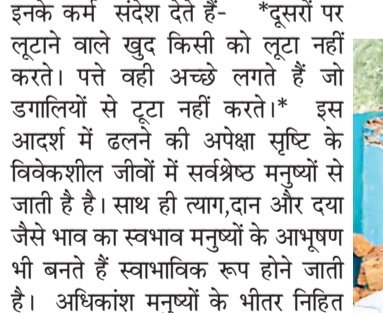 इनके कर्म संदेश देते हैं- *दूसरों पर
लूटाने वाले खुद किसी को लूटा नहीं
करते। पत्ते वही अच्छे लगते हैं जो
डगालियों से टूटा नहीं करते।* इस
आदर्श में ढलने की अपेक्षा सृष्टि के
विवेकशील जीवों में सर्वश्रेष्ठ मनुष्यों से
जाती है है। साथ ही त्याग,दान और दया
जैसे भाव का स्वभाव मनुष्यों के आभूषण
भी बनते हैं स्वाभाविक रूप होने जाती
है। अधिकांश मनुष्यों के भीतर निहित